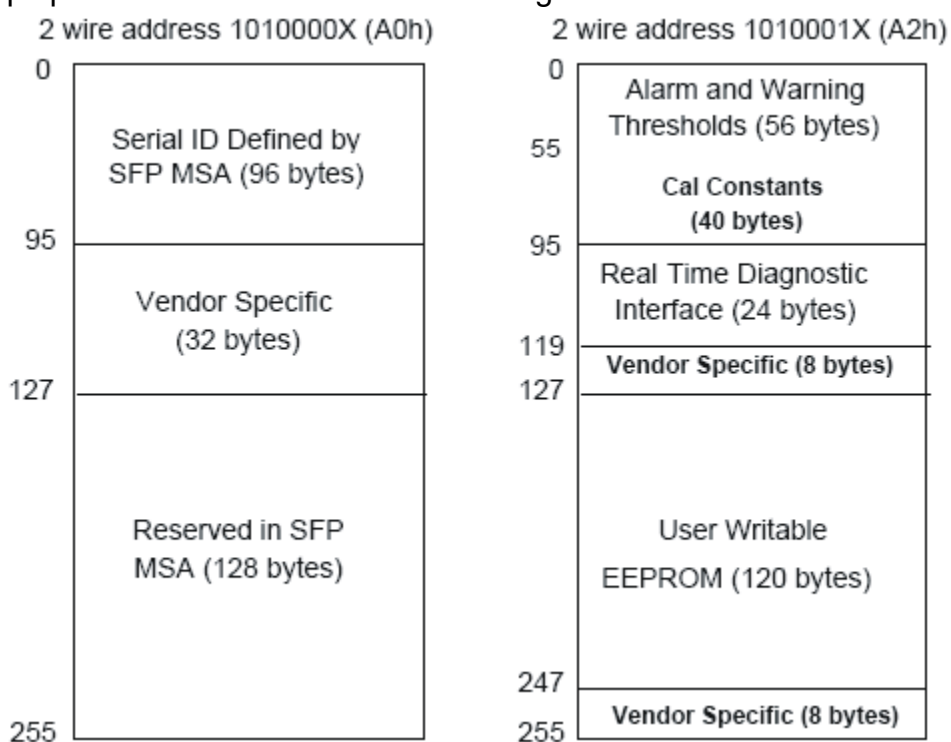 2 wire address 1010000X (A0h)
0
Serial ID Defined by
SFP MSA (96 bytes)
95
Vendor Specific
(32 bytes)
127
Reserved in SFP
MSA (128 bytes)
255
2 wire address 1010001X (A2h)
0
Alarm and Warning
Thresholds (56 bytes)
55
Cal Constants
(40 bytes)
95
Real Time Diagnostic
Interface (24 bytes)
119
Vendor Specific (8 bytes)
127
User Writable
EEPROM (120 bytes)
247
Vendor Specific (8 bytes)
255